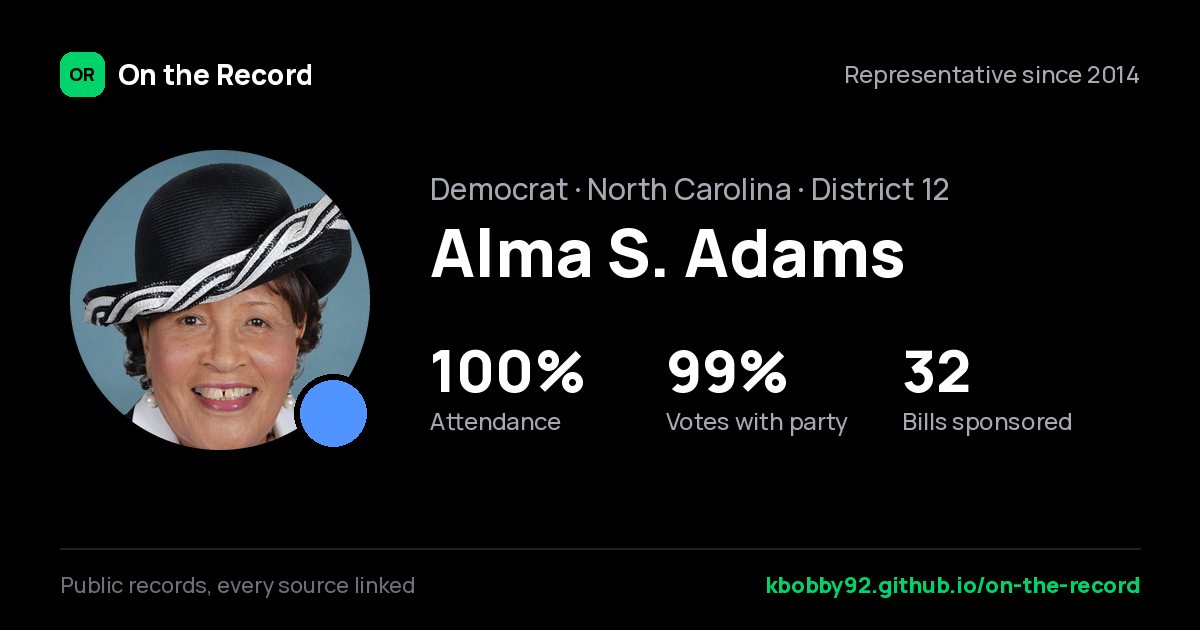 OR On the Record
Representative since 2014
Democrat · North Carolina · District 12
Alma S. Adams
100% 99% 32
Attendance Votes with party Bills sponsored
Public records, every source linked
kbobby92.github.io/on-the-record